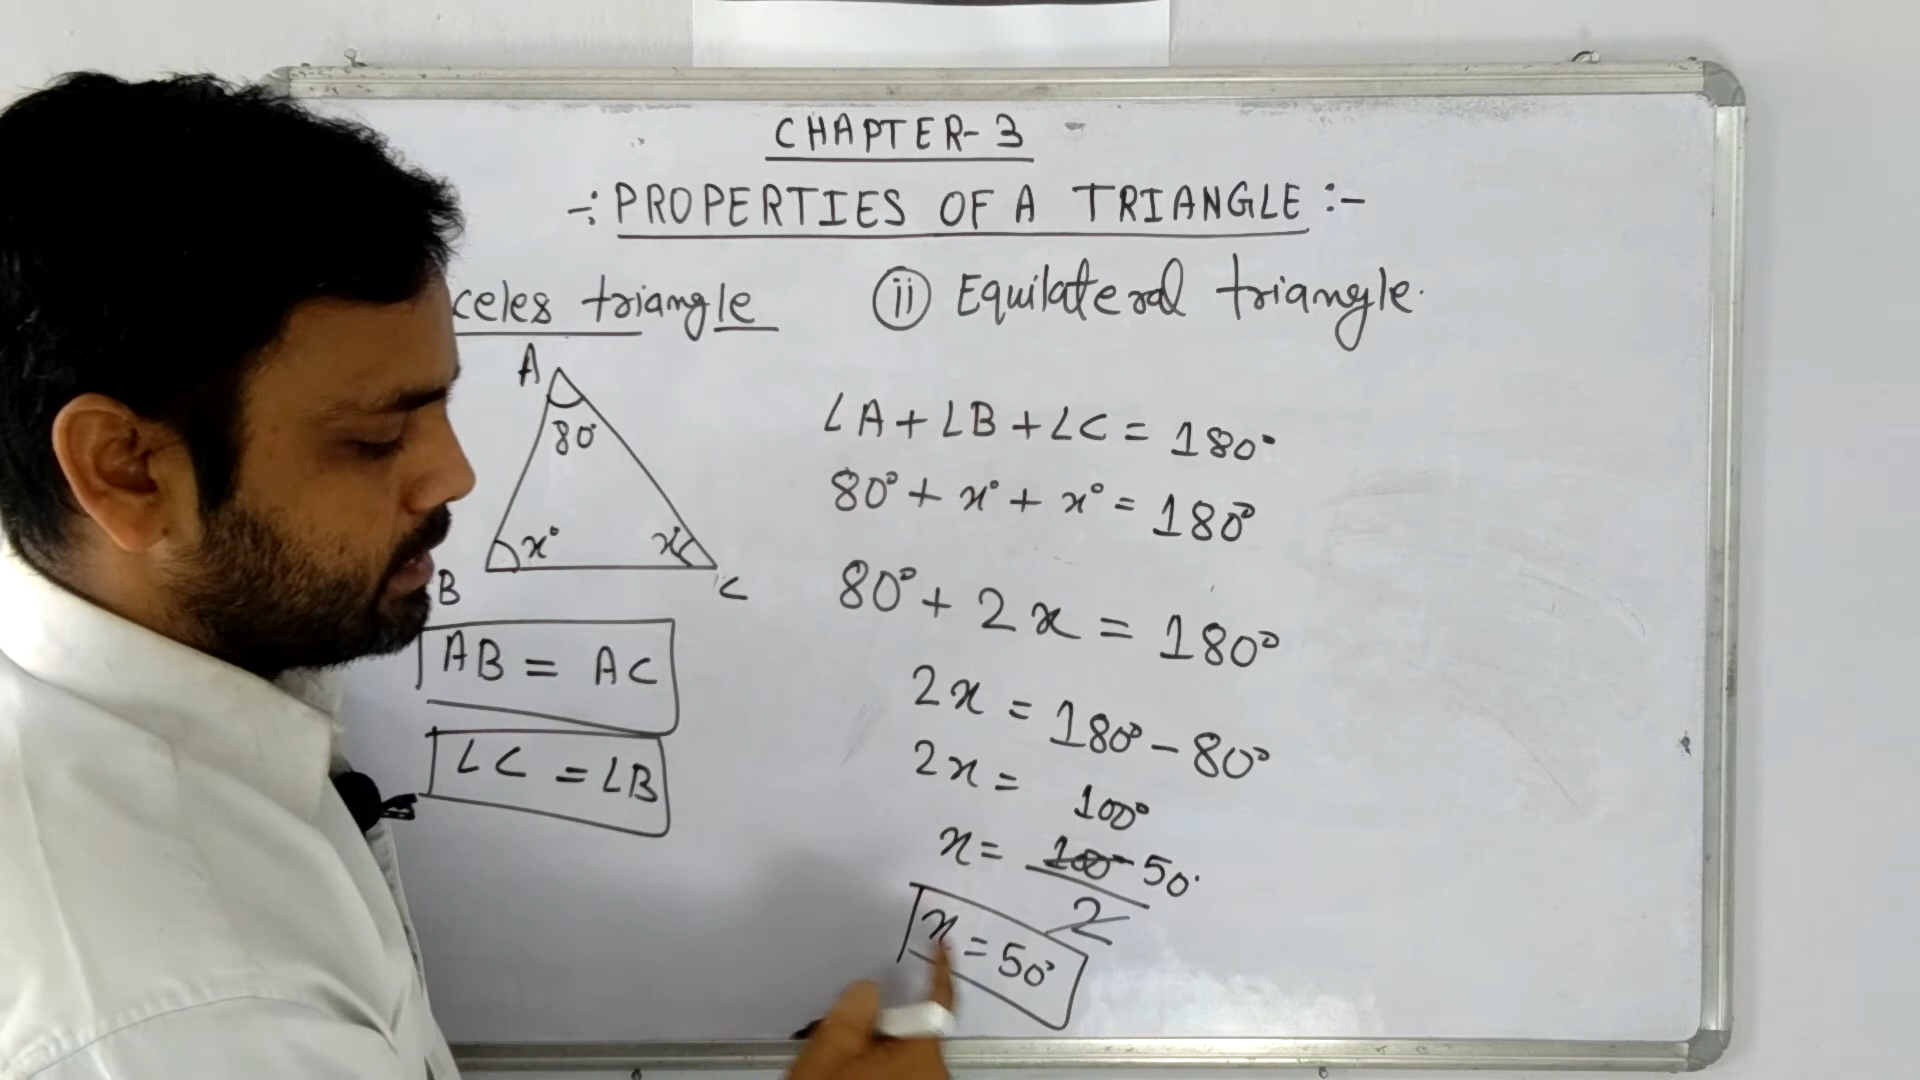 CHAPTER-3
-: PROPERTIES OF A TRIANGLE :-
celes triangle
(ii) Equilateral triangle.
A
80°
x°
x°
B
C
AB = AC
∠C = ∠B
∠A + ∠B + ∠C = 180°
80° + x° + x° = 180°
80° + 2x = 180°
2x = 180° - 80°
2x = 100°
x = 100° 50°
2
x = 50°